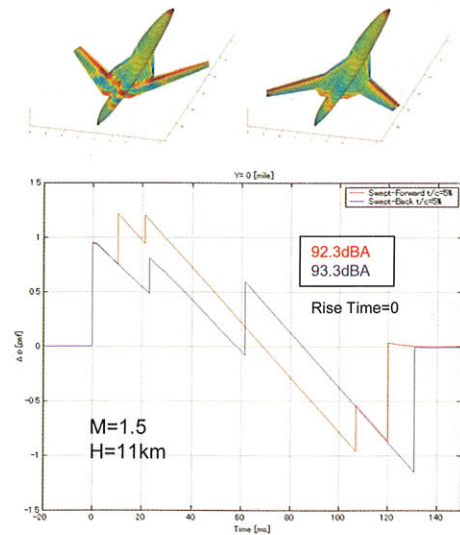 Y= 0 [mile]
1.5
Swept-Forward t/c=5%
Swept-Back t/c=5%
1
92.3dBA
93.3dBA
0.5
Rise Time=0
0
Δ p [psf]
-0.5
M=1.5
H=11km
-1
-1.5
-20 0 20 40 60 80 100 120 140
Time [ms]